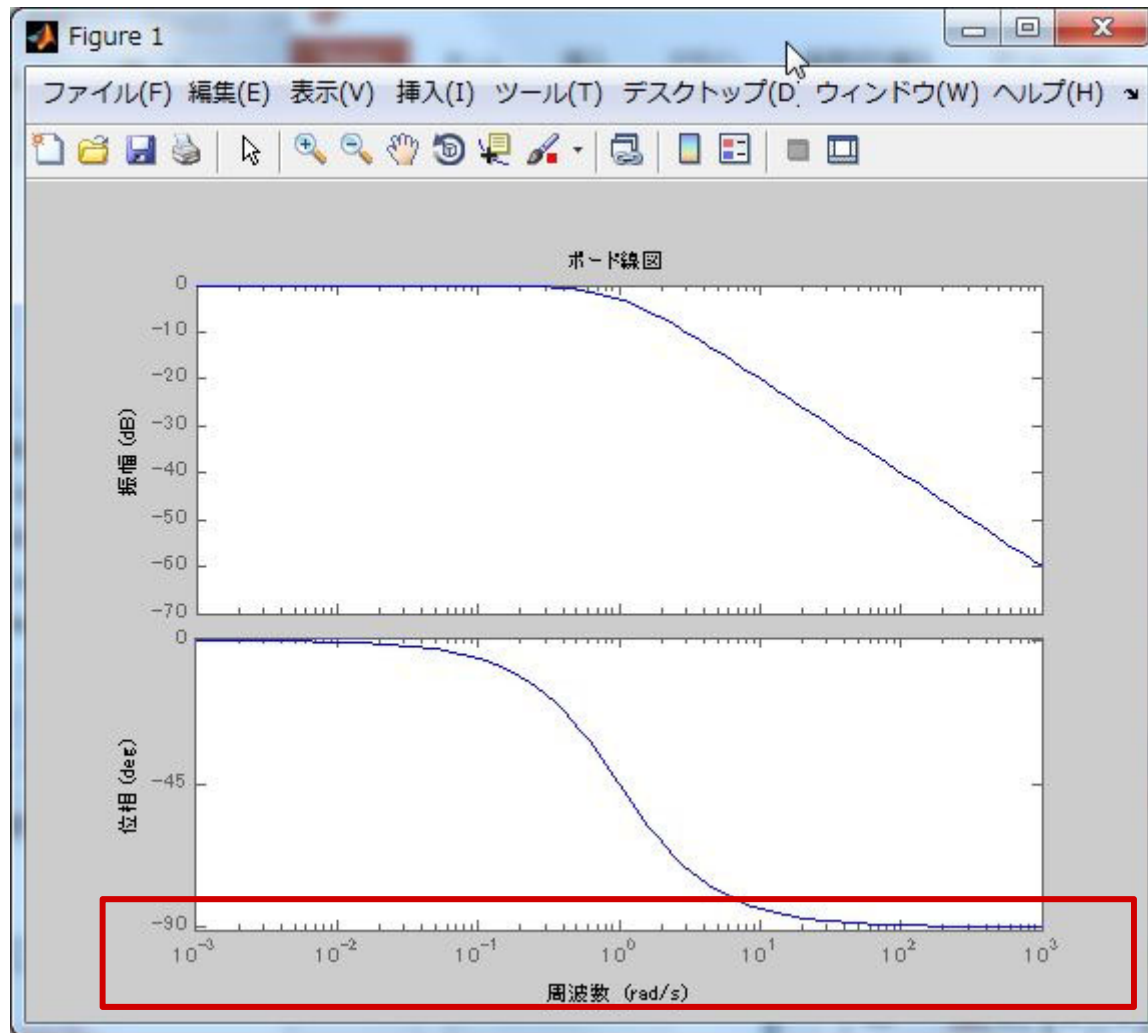 Figure 1
ファイル(F) 編集(E) 表示(V) 挿入(I) ツール(T) デスクトップ(D) ウィンドウ(W) ヘルプ(H)
ボード線図
振幅 (dB)
0
-10
-20
-30
-40
-50
-60
-70
位相 (deg)
0
-45
-90
10^-3 10^-2 10^-1 10^0 10^1 10^2 10^3
周波数 (rad/s)